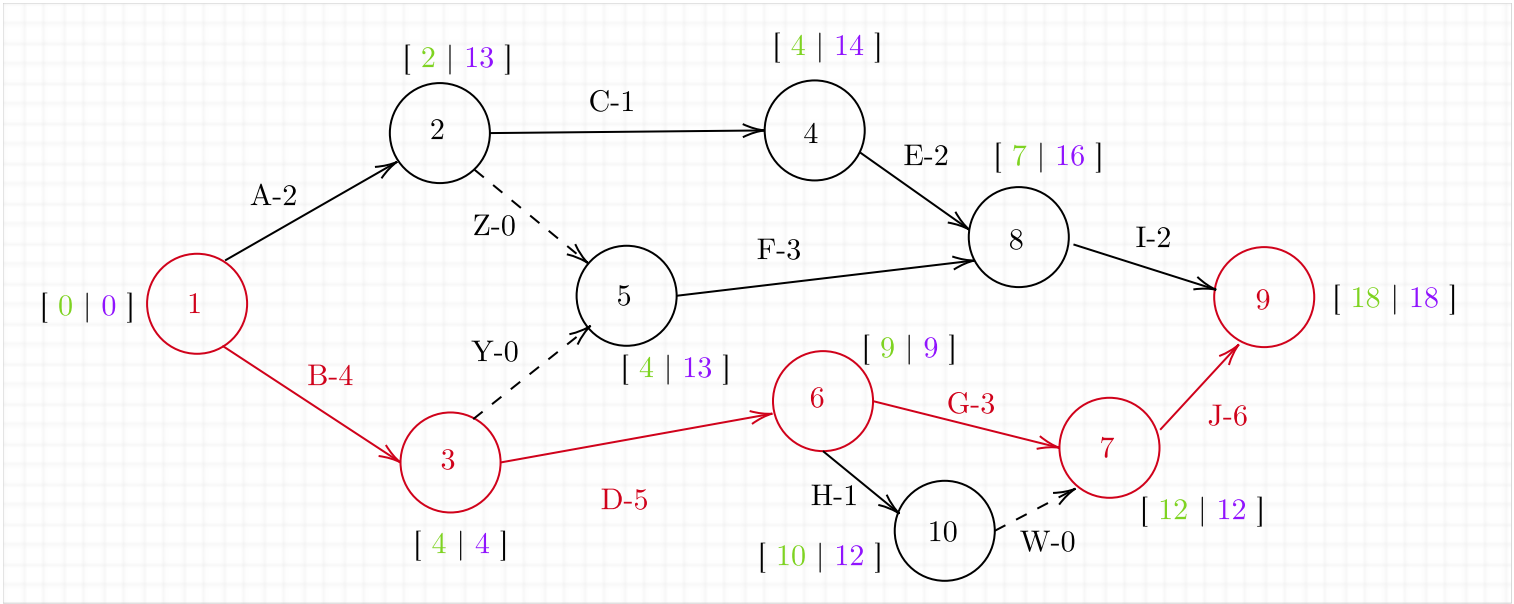 [ 4 | 14 ]
[ 2 | 13 ]
C-1
2
4
E-2
[ 7 | 16 ]
A-2
Z-0
F-3
8
I-2
[ 0 | 0 ]
1
5
9
[ 18 | 18 ]
Y-0
[ 4 | 13 ]
[ 9 | 9 ]
B-4
6
G-3
J-6
3
7
D-5
H-1
[ 12 | 12 ]
[ 4 | 4 ]
10
W-0
[ 10 | 12 ]